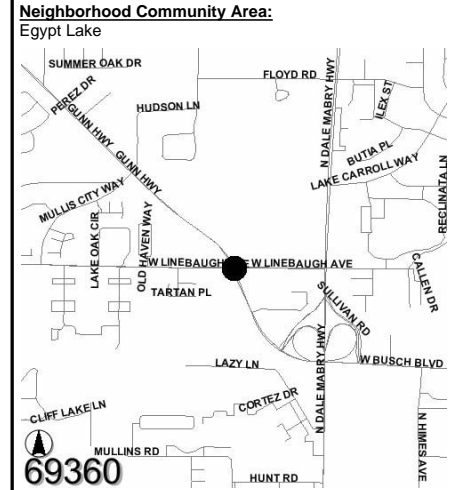 Neighborhood Community Area:
Egypt Lake
SUMMER OAK DR
PEREZ DR
GUNN HWY
GUNN HWY
HUDSON LN
FLOYD RD
N DALE MABRY HWY
ILEX ST
BUTIA PL
LAKE CARROLL WAY
RECLINATA LN
MULLIS CITY WAY
LAKE OAK CIR
OLD HAVEN WAY
W LINEBAUGH AVE
W LINEBAUGH AVE
TARTAN PL
CALLEN DR
SULLIVAN RD
N DALE MABRY HWY
W BUSCH BLVD
LAZY LN
CORTEZ DR
CLIFF LAKE LN
N HIMES AVE
MULLINS RD
69360
HUNT RD